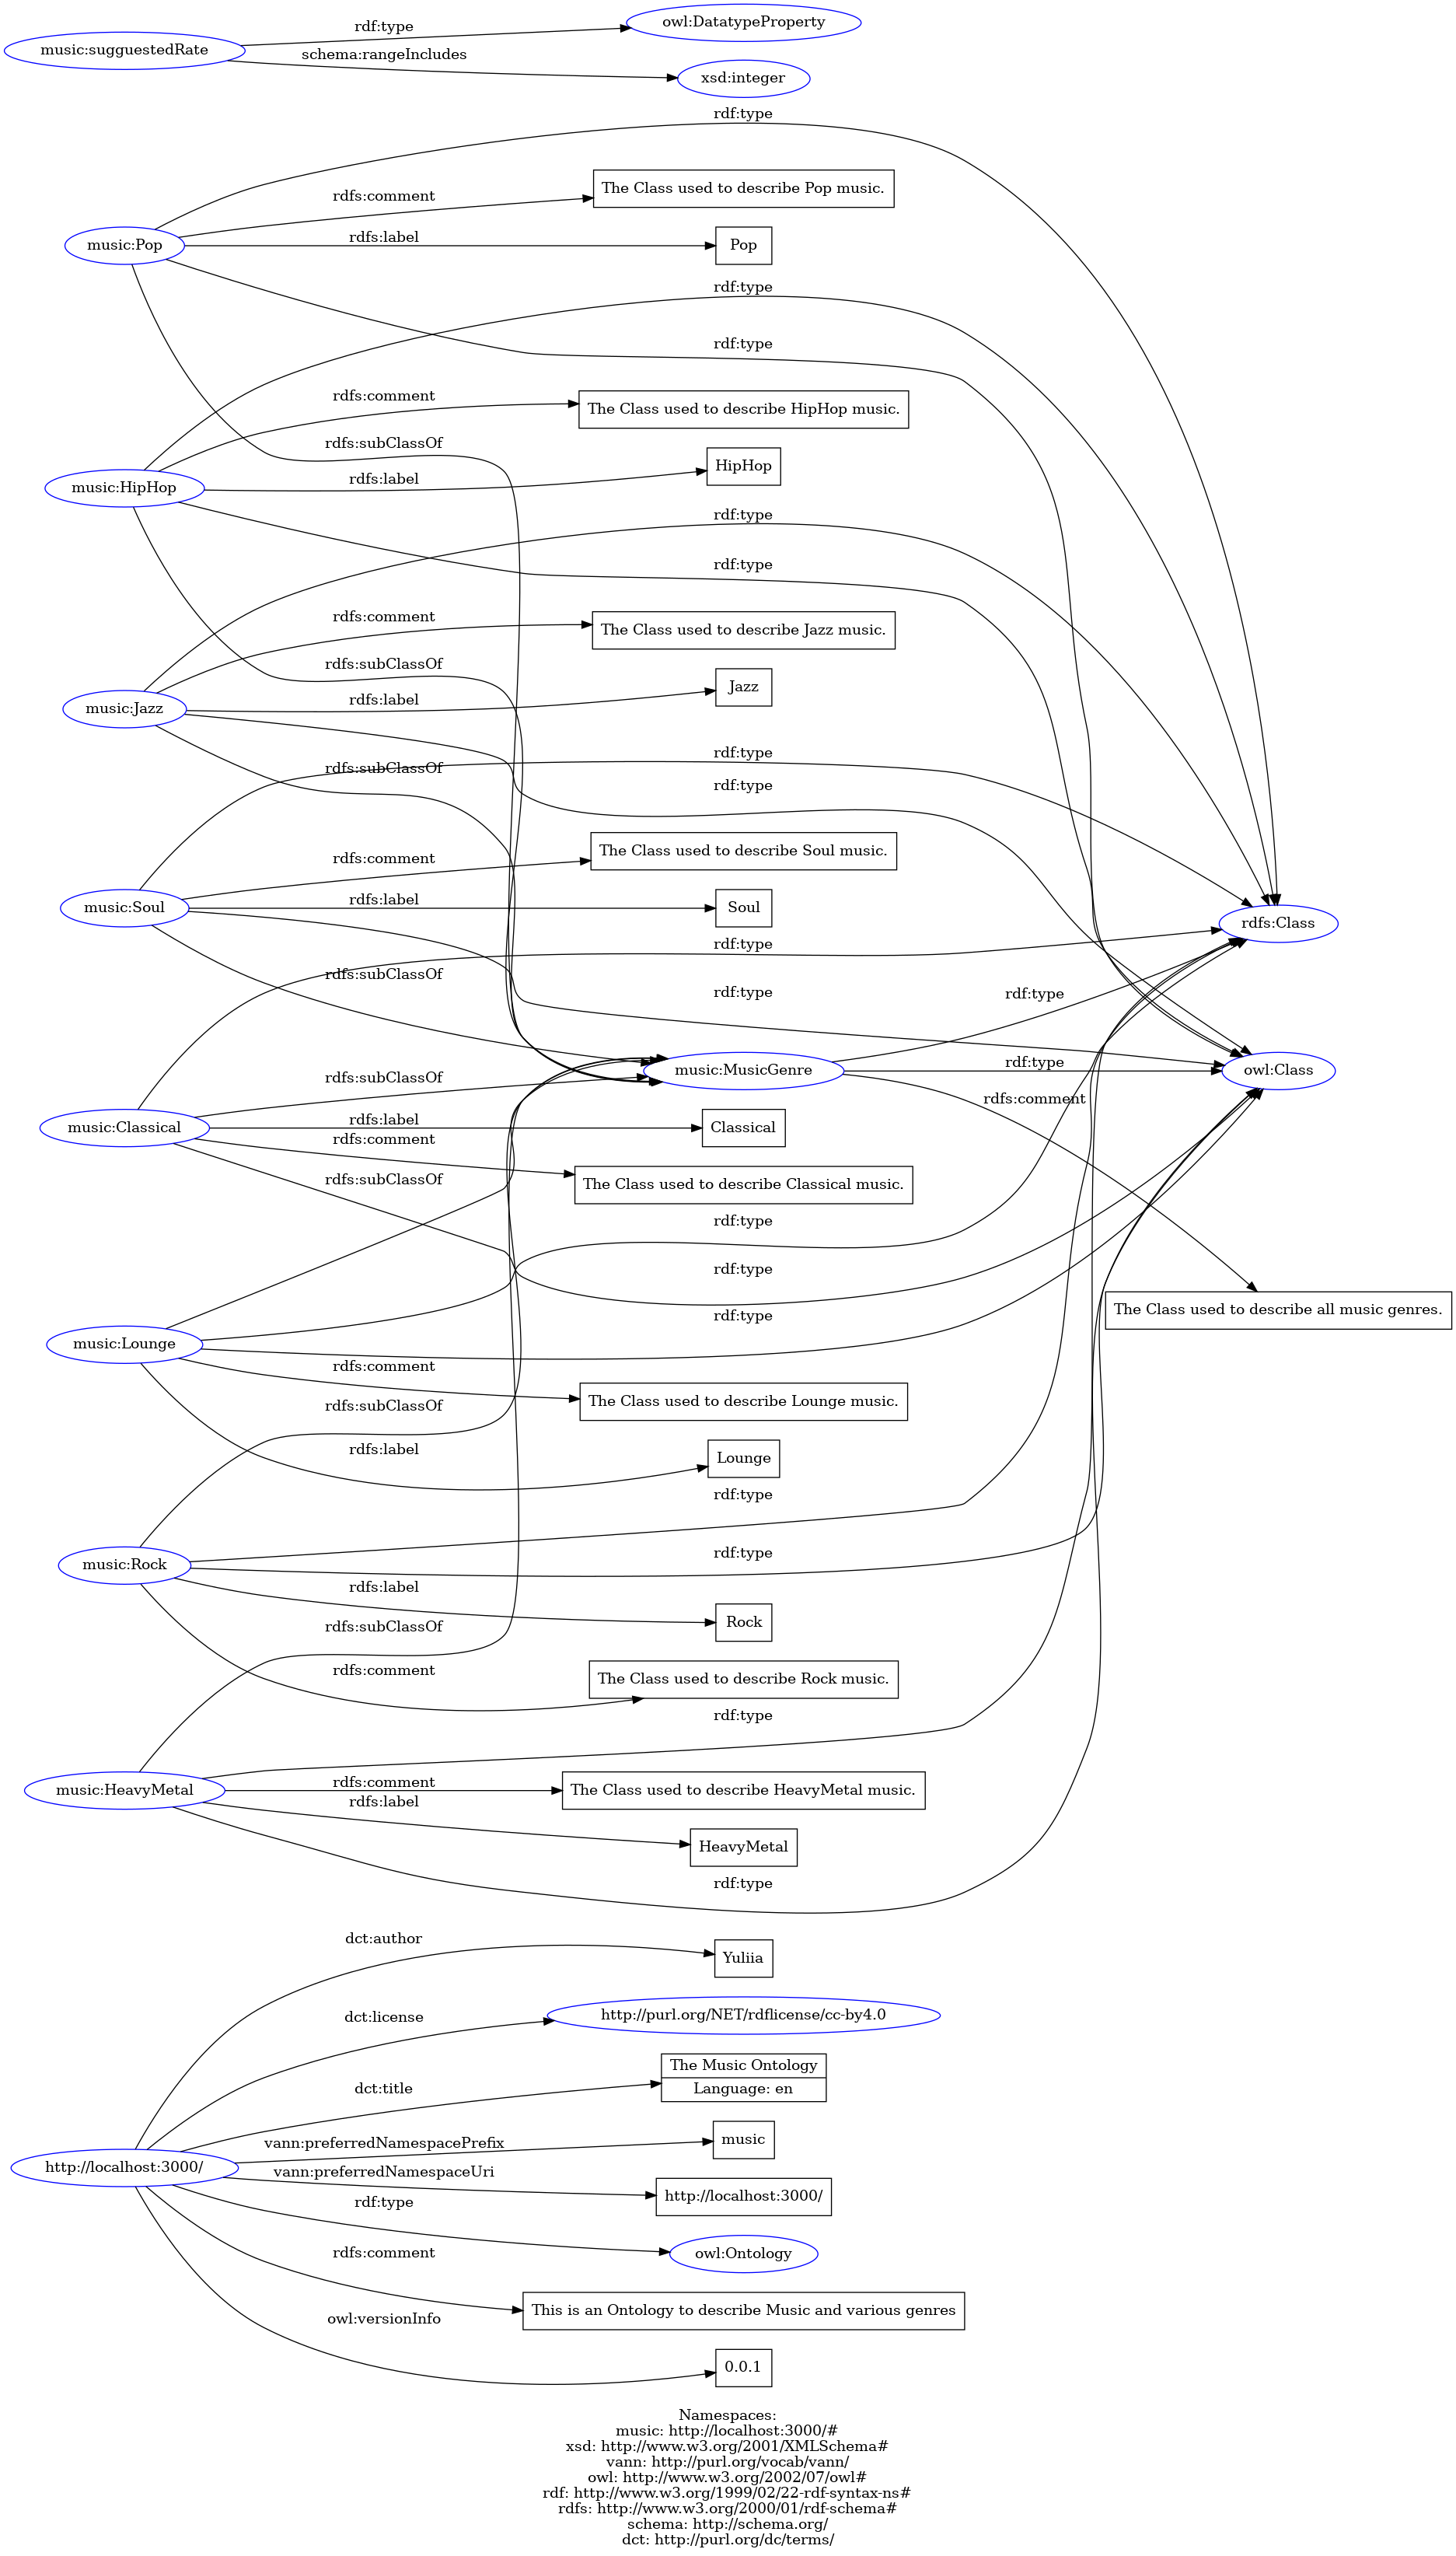 rdf:type
owl:DatatypeProperty
music:sugguestedRate
schema:rangeIncludes
xsd:integer
rdf:type
rdfs:comment
The Class used to describe Pop music.
music:Pop
rdfs:label
Pop
rdf:type
rdf:type
rdfs:comment
The Class used to describe HipHop music.
rdfs:subClassOf
HipHop
music:HipHop
rdfs:label
rdf:type
rdf:type
rdfs:comment
The Class used to describe Jazz music.
rdfs:subClassOf
Jazz
music:Jazz
rdfs:label
rdf:type
rdfs:subClassOf
rdf:type
rdfs:comment
The Class used to describe Soul music.
music:Soul
rdfs:label
Soul
rdfs:Class
rdf:type
rdfs:subClassOf
rdf:type
rdf:type
rdf:type
music:MusicGenre
owl:Class
rdfs:subClassOf
rdfs:comment
music:Classical
rdfs:label
Classical
rdfs:comment
rdfs:subClassOf
The Class used to describe Classical music.
rdf:type
rdf:type
The Class used to describe all music genres.
rdf:type
music:Lounge
rdfs:comment
The Class used to describe Lounge music.
rdfs:subClassOf
rdfs:label
Lounge
rdf:type
rdf:type
music:Rock
rdfs:label
Rock
rdfs:subClassOf
rdfs:comment
The Class used to describe Rock music.
rdf:type
music:HeavyMetal
rdfs:comment
The Class used to describe HeavyMetal music.
rdfs:label
HeavyMetal
rdf:type
dct:author
Yuliia
dct:license
http://purl.org/NET/rdflicense/cc-by4.0
The Music Ontology
dct:title
Language: en
vann:preferredNamespacePrefix
music
http://localhost:3000/
vann:preferredNamespaceUri
http://localhost:3000/
rdf:type
owl:Ontology
rdfs:comment
This is an Ontology to describe Music and various genres
owl:versionInfo
0.0.1
Namespaces:
music: http://localhost:3000/#
xsd: http://www.w3.org/2001/XMLSchema#
vann: http://purl.org/vocab/vann/
owl: http://www.w3.org/2002/07/owl#
rdf: http://www.w3.org/1999/02/22-rdf-syntax-ns#
rdfs: http://www.w3.org/2000/01/rdf-schema#
schema: http://schema.org/
dct: http://purl.org/dc/terms/